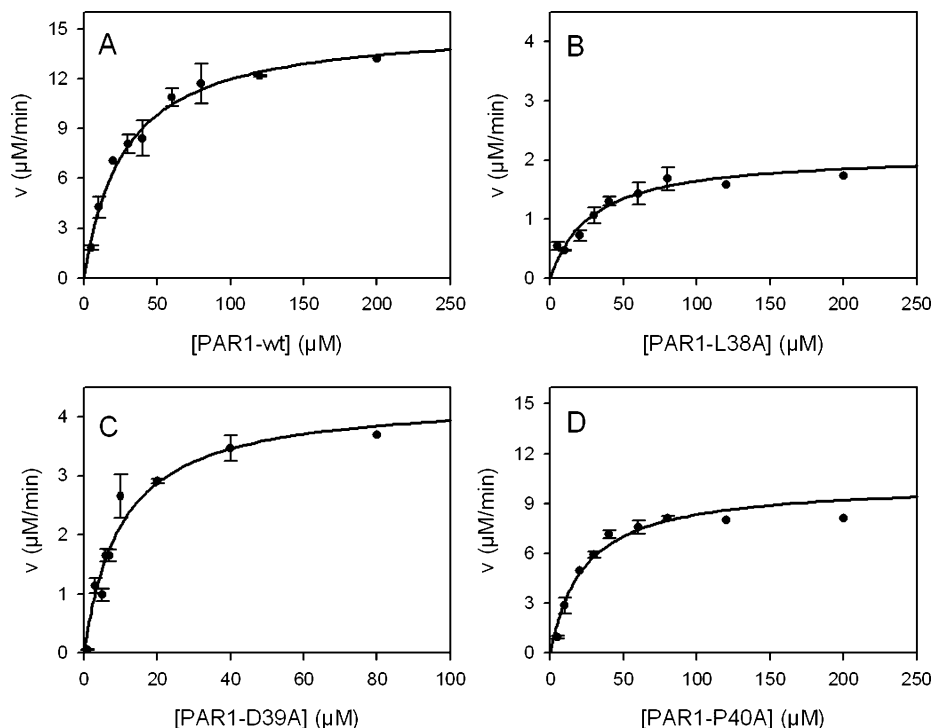 A
v (µM/min)
15
12
9
6
3
0
0 50 100 150 200 250
[PAR1-wt] (µM)
B
v (µM/min)
4
3
2
1
0
0 50 100 150 200 250
[PAR1-L38A] (µM)
C
v (µM/min)
4
3
2
1
0
0 20 40 60 80 100
[PAR1-D39A] (µM)
D
v (µM/min)
15
12
9
6
3
0
0 50 100 150 200 250
[PAR1-P40A] (µM)